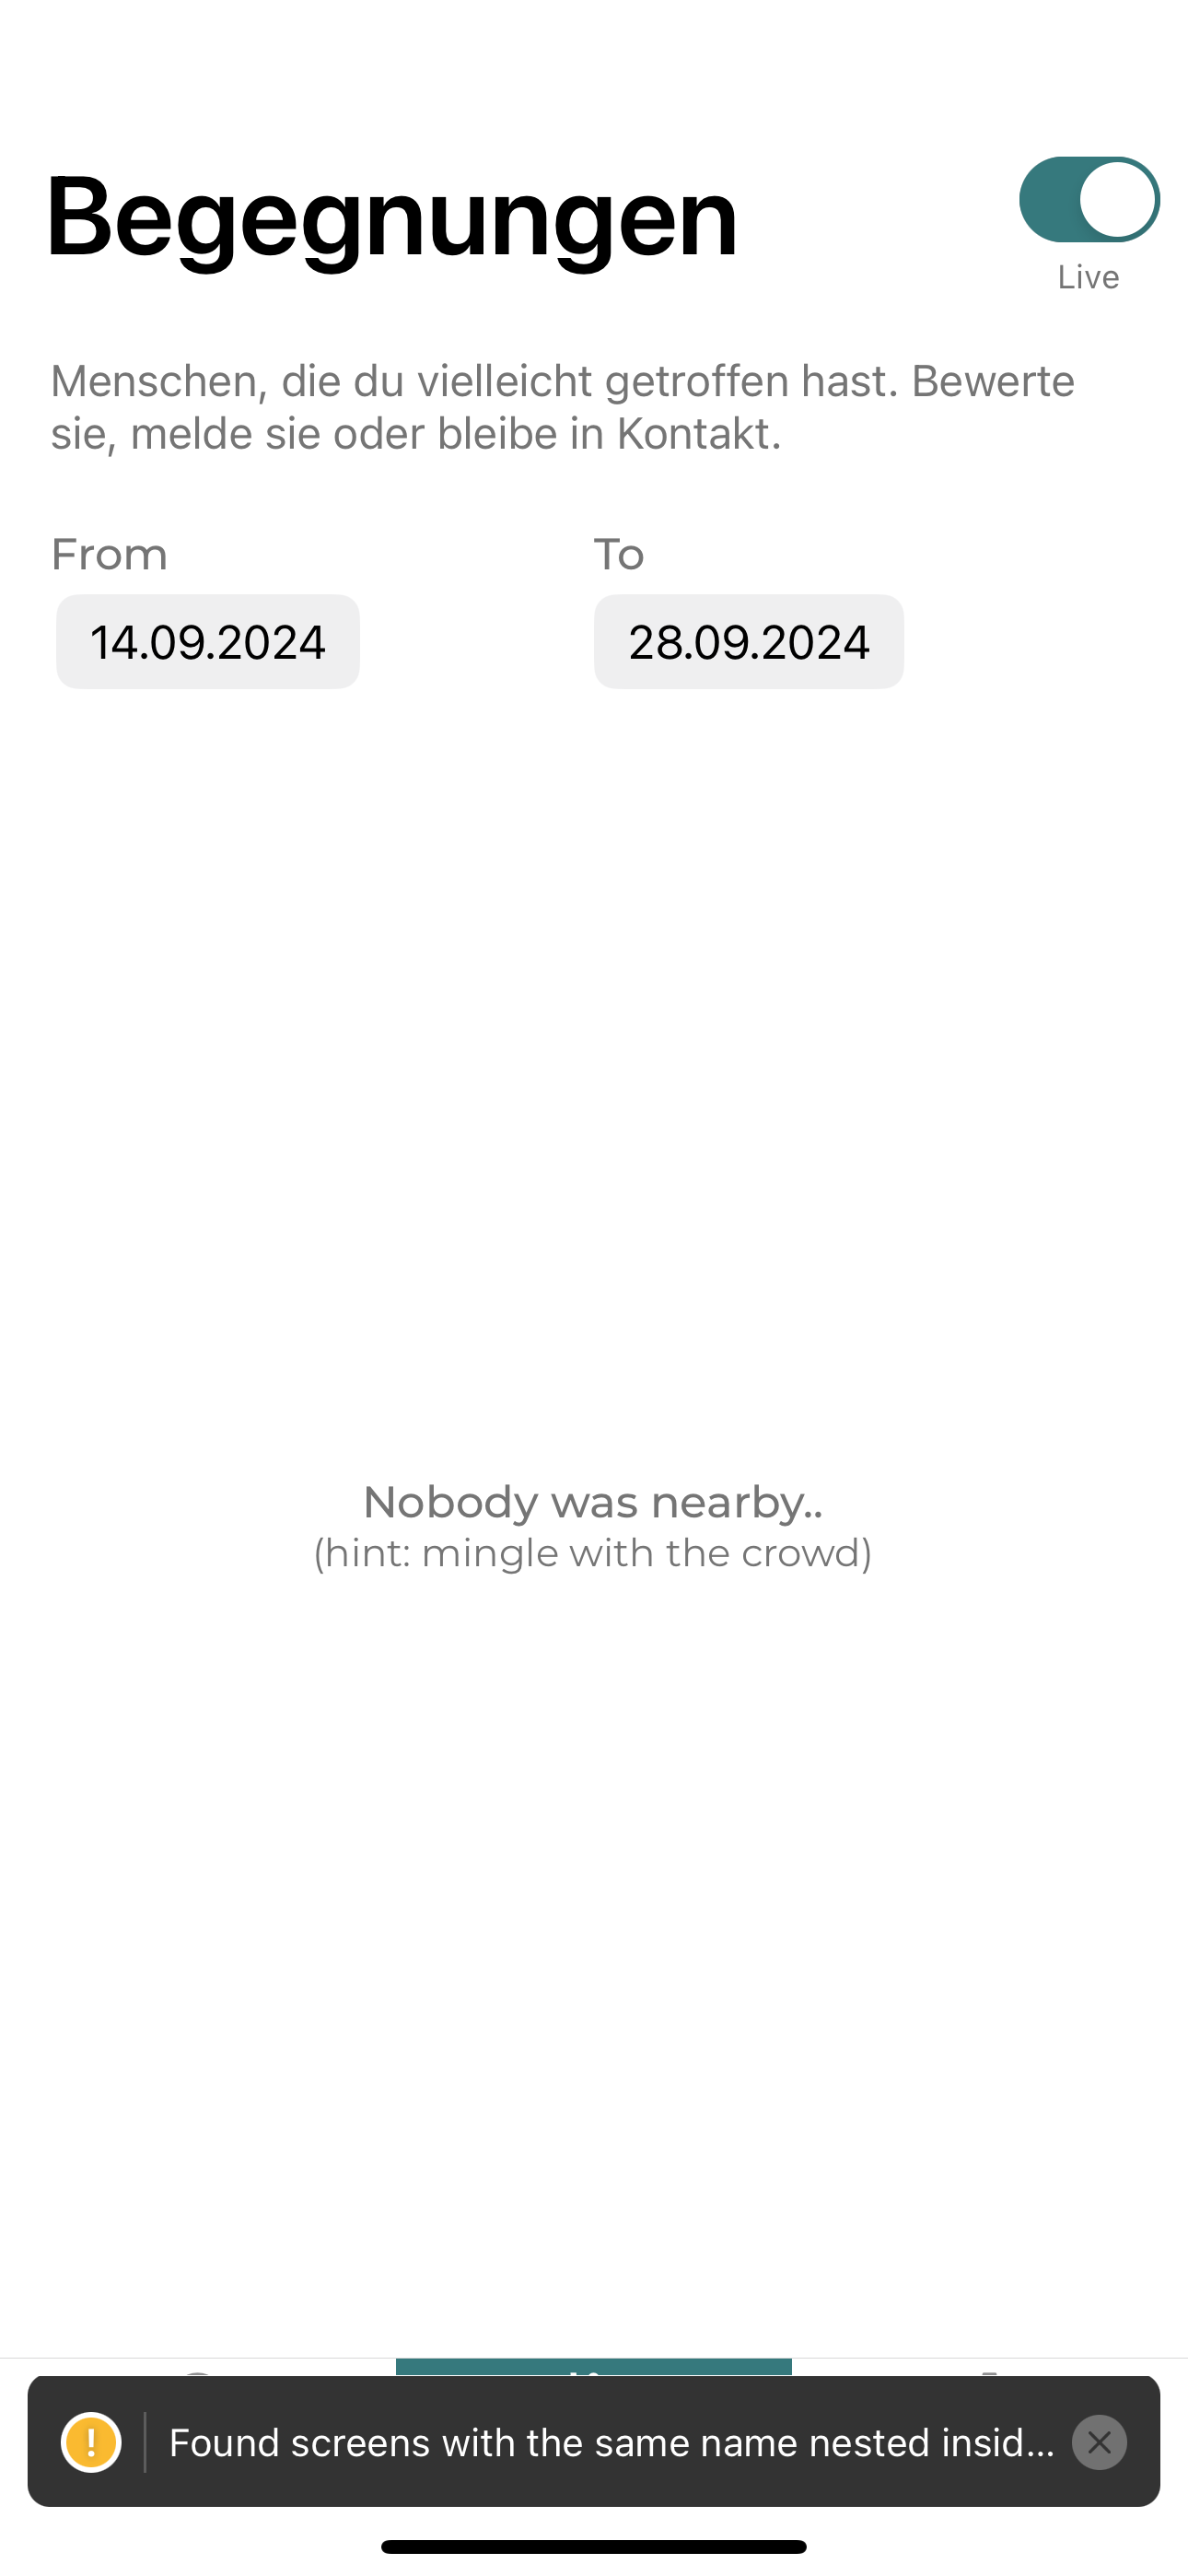 Begegnungen
Live
Menschen, die du vielleicht getroffen hast. Bewerte
sie, melde sie oder bleibe in Kontakt.
From
To
14.09.2024
28.09.2024
Nobody was nearby..
(hint: mingle with the crowd)
Found screens with the same name nested insid...